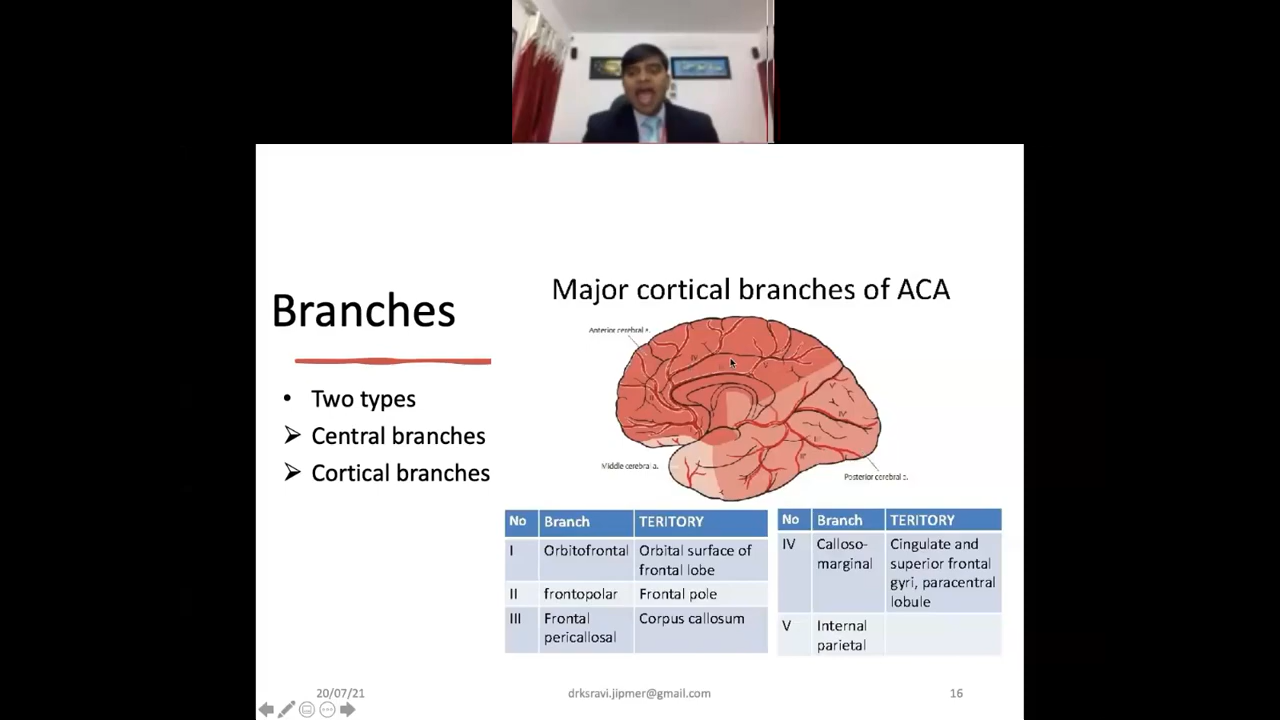 Branches
• Two types
➢ Central branches
➢ Cortical branches
Major cortical branches of ACA
Anterior cerebral a.
IV
Middle cerebral a.
Posterior cerebral a.
No Branch TERITORY
I Orbitofrontal Orbital surface of
frontal lobe
II frontopolar Frontal pole
III Frontal Corpus callosum
pericallosal
No Branch TERITORY
IV Calloso- Cingulate and
marginal superior frontal
gyri, paracentral
lobule
V Internal
parietal
20/07/21
drksravi.jipmer@gmail.com
16